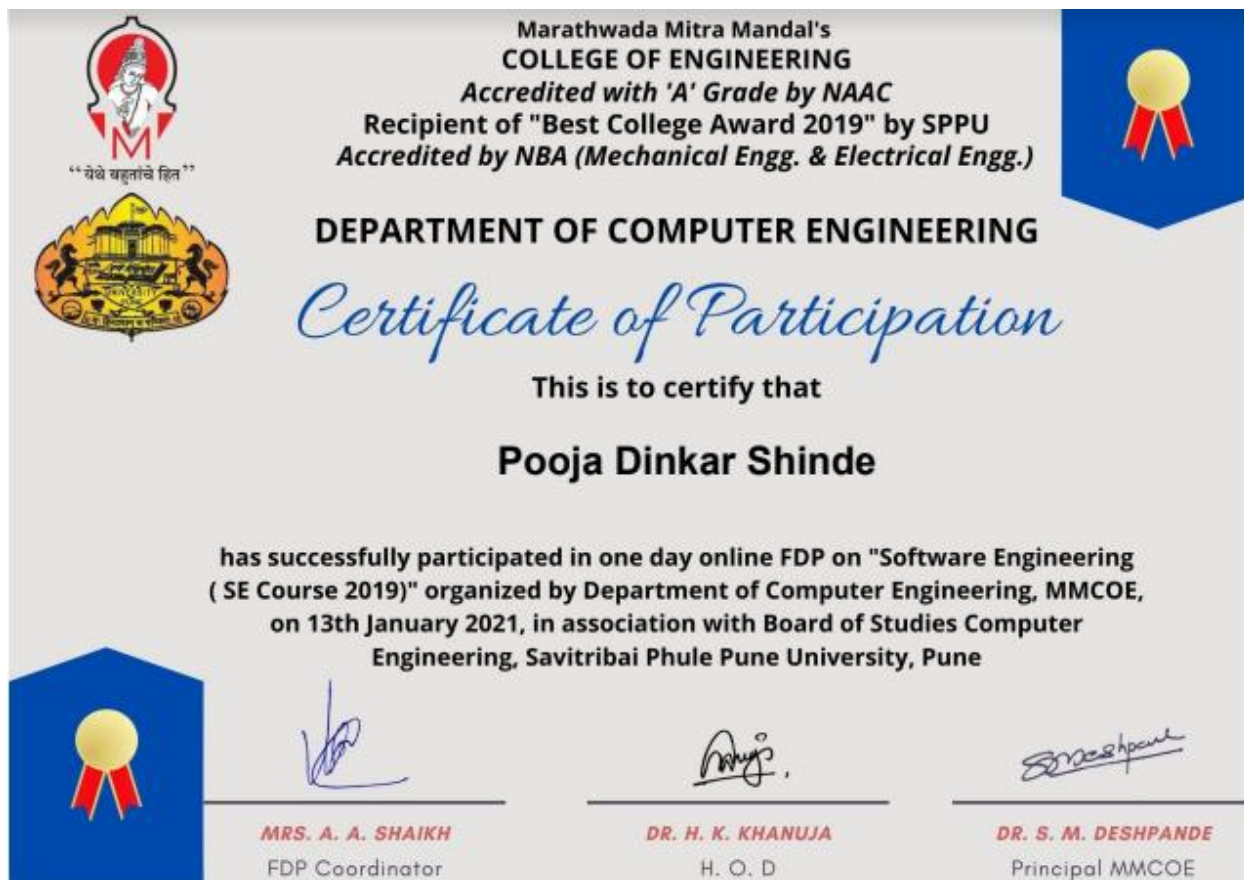 Marathwada Mitra Mandal's
COLLEGE OF ENGINEERING
Accredited with 'A' Grade by NAAC
Recipient of "Best College Award 2019" by SPPU
Accredited by NBA (Mechanical Engg. & Electrical Engg.)
M
“येथे बहुतांचे हित”
DEPARTMENT OF COMPUTER ENGINEERING
Certificate of Participation
This is to certify that
Pooja Dinkar Shinde
has successfully participated in one day online FDP on "Software Engineering
( SE Course 2019)" organized by Department of Computer Engineering, MMCOE,
on 13th January 2021, in association with Board of Studies Computer
Engineering, Savitribai Phule Pune University, Pune
SMDeshpande
MRS. A. A. SHAIKH
FDP Coordinator
DR. H. K. KHANUJA
H. O. D
DR. S. M. DESHPANDE
Principal MMCOE